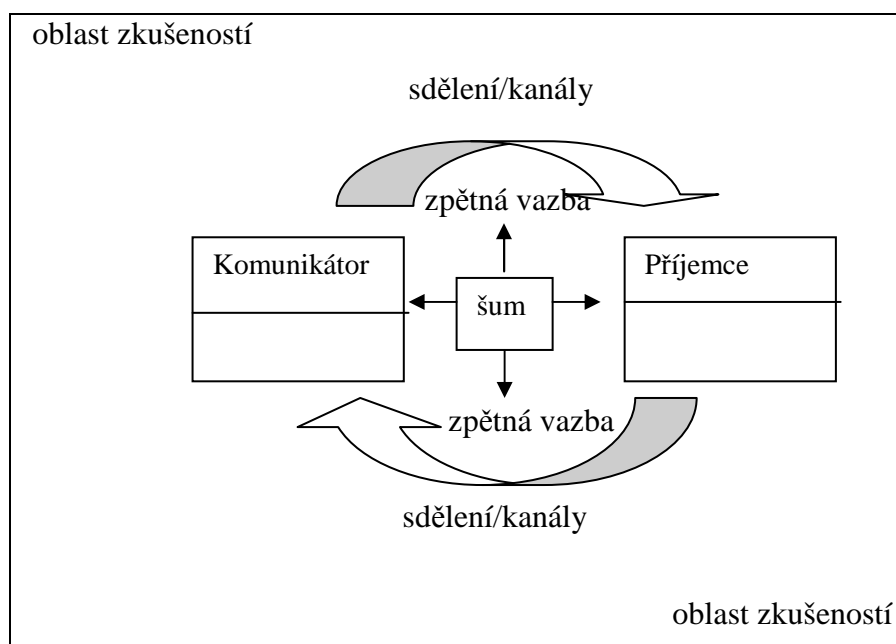 oblast zkušeností
sdělení/kanály
zpětná vazba
Komunikátor
šum
Příjemce
zpětná vazba
sdělení/kanály
oblast zkušeností